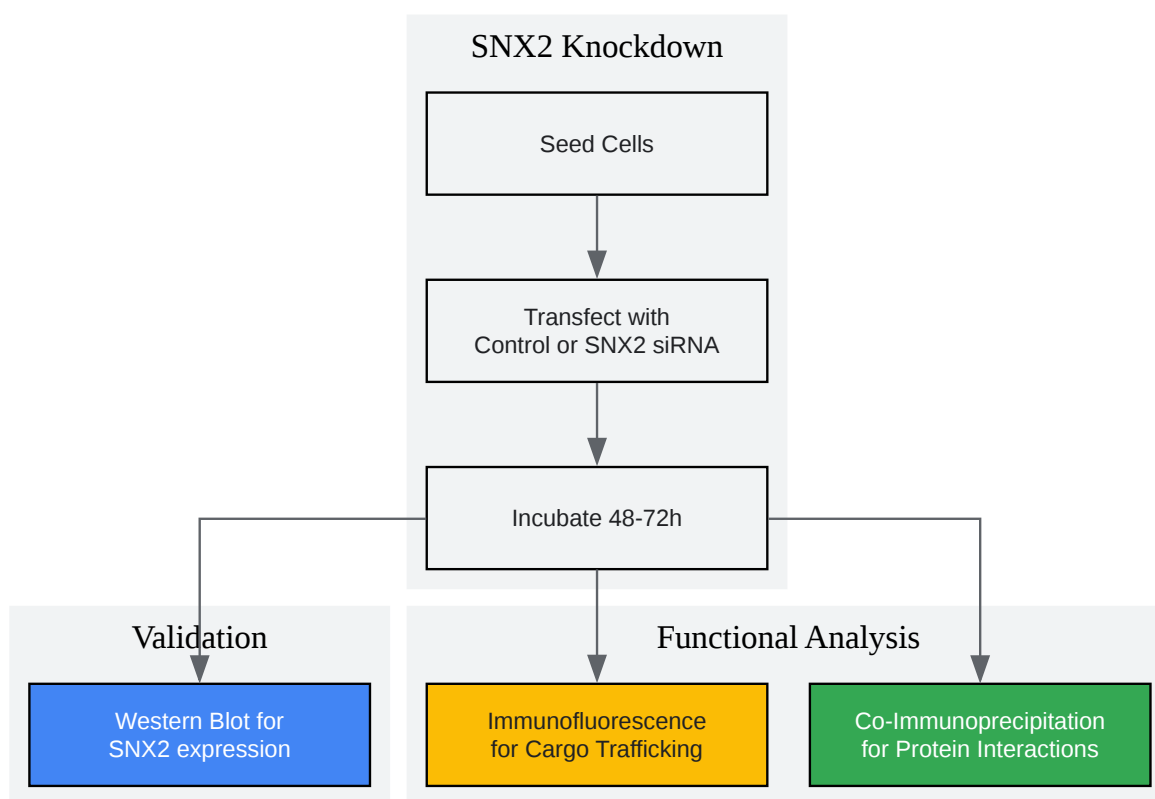 SNX2 Knockdown
Seed Cells
Transfect with
Control or SNX2 siRNA
Incubate 48-72h
Validation
Functional Analysis
Western Blot for
SNX2 expression
Immunofluorescence
for Cargo Trafficking
Co-Immunoprecipitation
for Protein Interactions